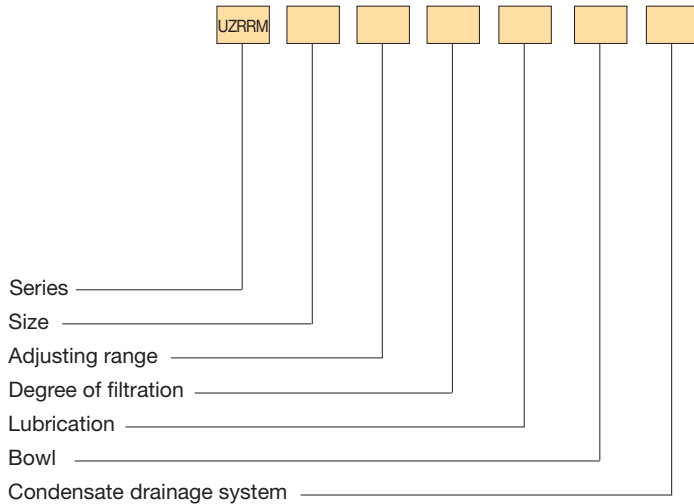 UZRRM
Series
Size
Adjusting range
Degree of filtration
Lubrication
Bowl
Condensate drainage system